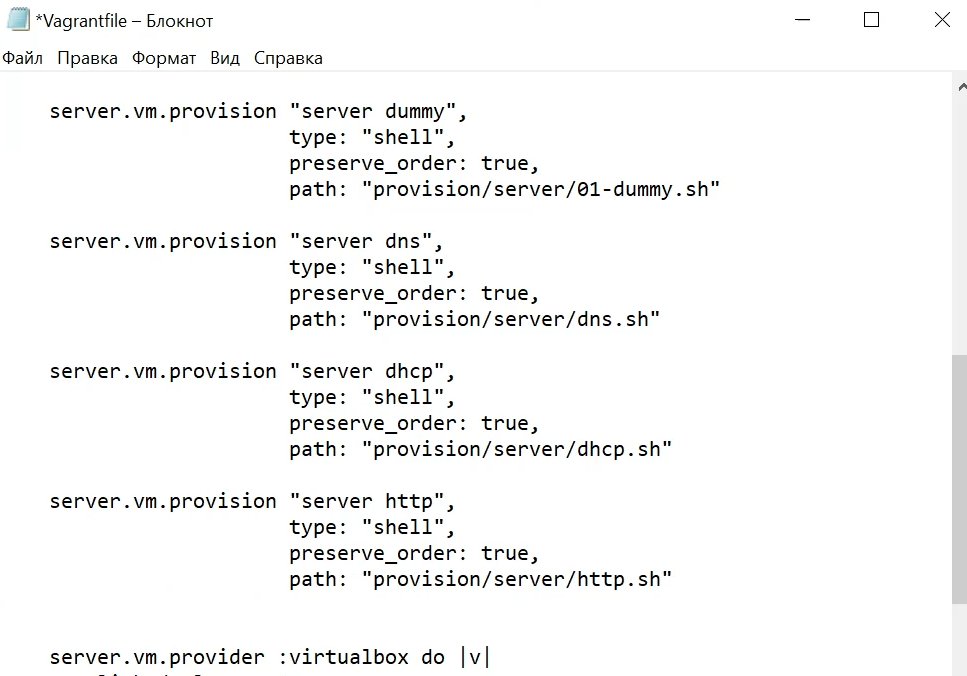 *Vagrantfile – Блокнот
Файл Правка Формат Вид Справка
server.vm.provision "server dummy",
type: "shell",
preserve_order: true,
path: "provision/server/01-dummy.sh"
server.vm.provision "server dns",
type: "shell",
preserve_order: true,
path: "provision/server/dns.sh"
server.vm.provision "server dhcp",
type: "shell",
preserve_order: true,
path: "provision/server/dhcp.sh"
server.vm.provision "server http",
type: "shell",
preserve_order: true,
path: "provision/server/http.sh"
server.vm.provider :virtualbox do |v|